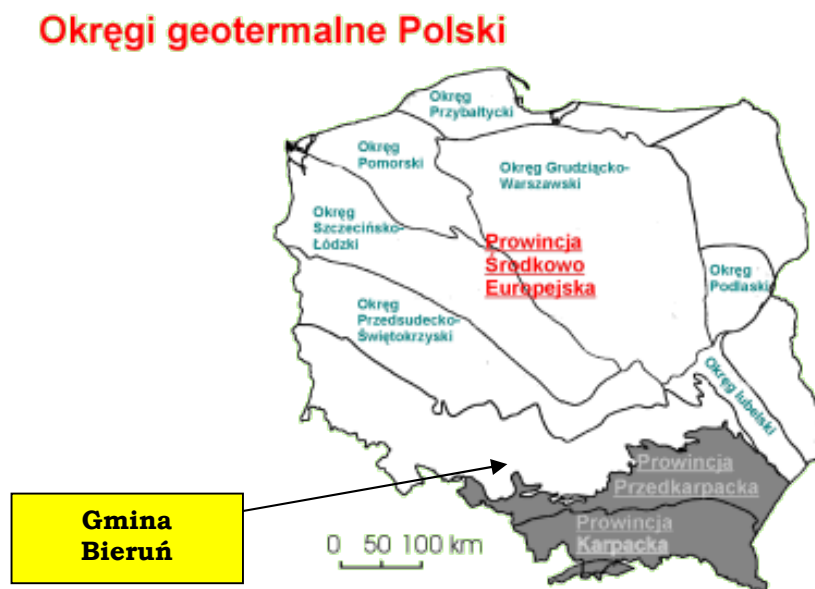 Okręgi geotermalne Polski
Okręg
Przybałtycki
Okręg
Pomorski
Okręg Grudziącko-
Warszawski
Okręg
Szczecińsko-
Łódzki
Prowincja
Środkowo
Europejska
Okręg
Podlaski
Okręg
Przedsudecko-
Świętokrzyski
Okręg lubelski
Prowincja
Przedkarpacka
Gmina
Bieruń
Prowincja
Karpacka
0 50 100 km